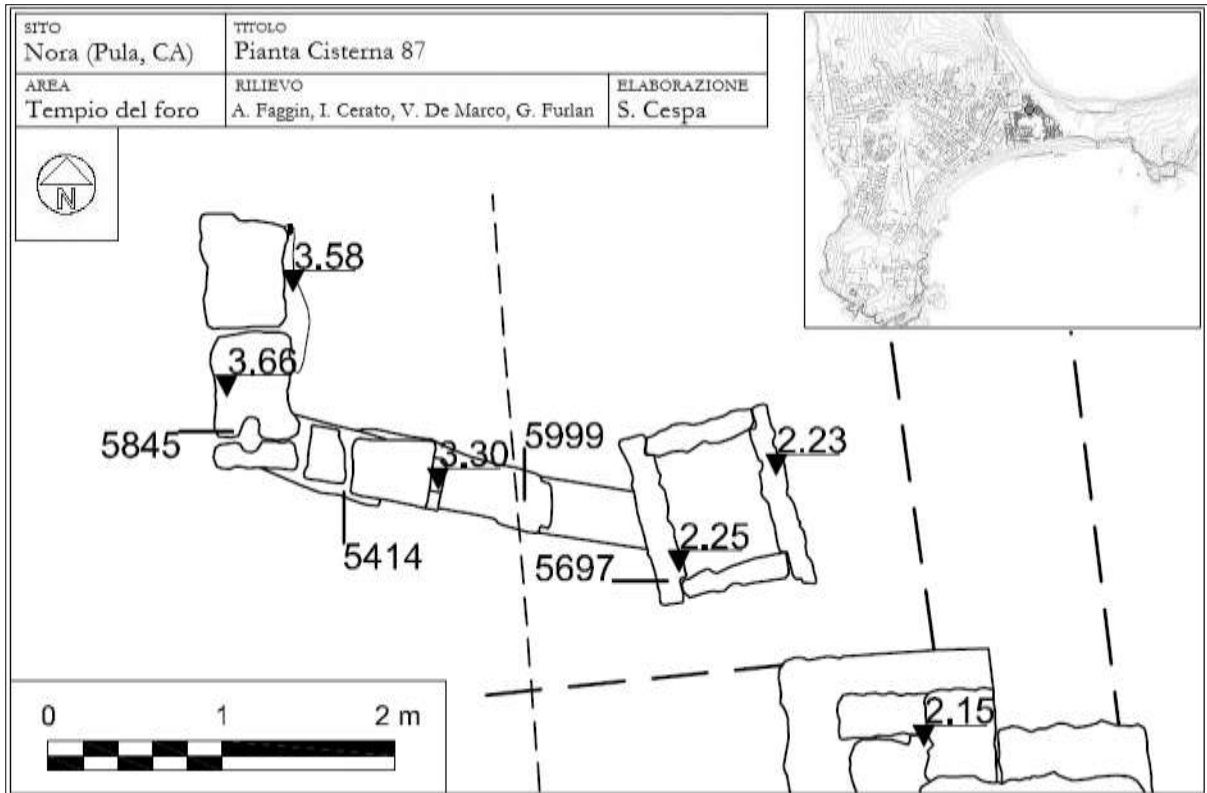 SITO
Nora (Pula, CA)
TITOLO
Pianta Cisterna 87
AREA
Tempio del foro
RILIEVO
A. Faggin, I. Cerato, V. De Marco, G. Furlan
ELABORAZIONE
S. Cespa
N
3.58
3.66
5845
3.30
5999
2.23
5414
2.25
5697
2.15
0 1 2 m